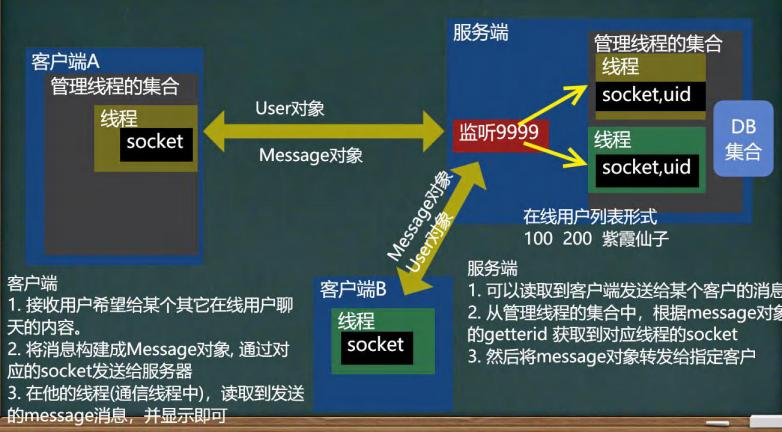 客户端A
管理线程的集合
线程
socket
User对象
Message对象
服务端
监听9999
管理线程的集合
线程
socket,uid
线程
socket,uid
DB
集合
在线用户列表形式
100 200 紫霞仙子
Message对象
User对象
客户端B
线程
socket
客户端
1. 接收用户希望给某个其它在线用户聊
天的内容。
2. 将消息构建成Message对象, 通过对
应的socket发送给服务器
3. 在他的线程(通信线程中)，读取到发送
的message消息，并显示即可
服务端
1. 可以读取到客户端发送给某个客户的消息
2. 从管理线程的集合中，根据message对象
的getterid 获取到对应线程的socket
3. 然后将message对象转发给指定客户